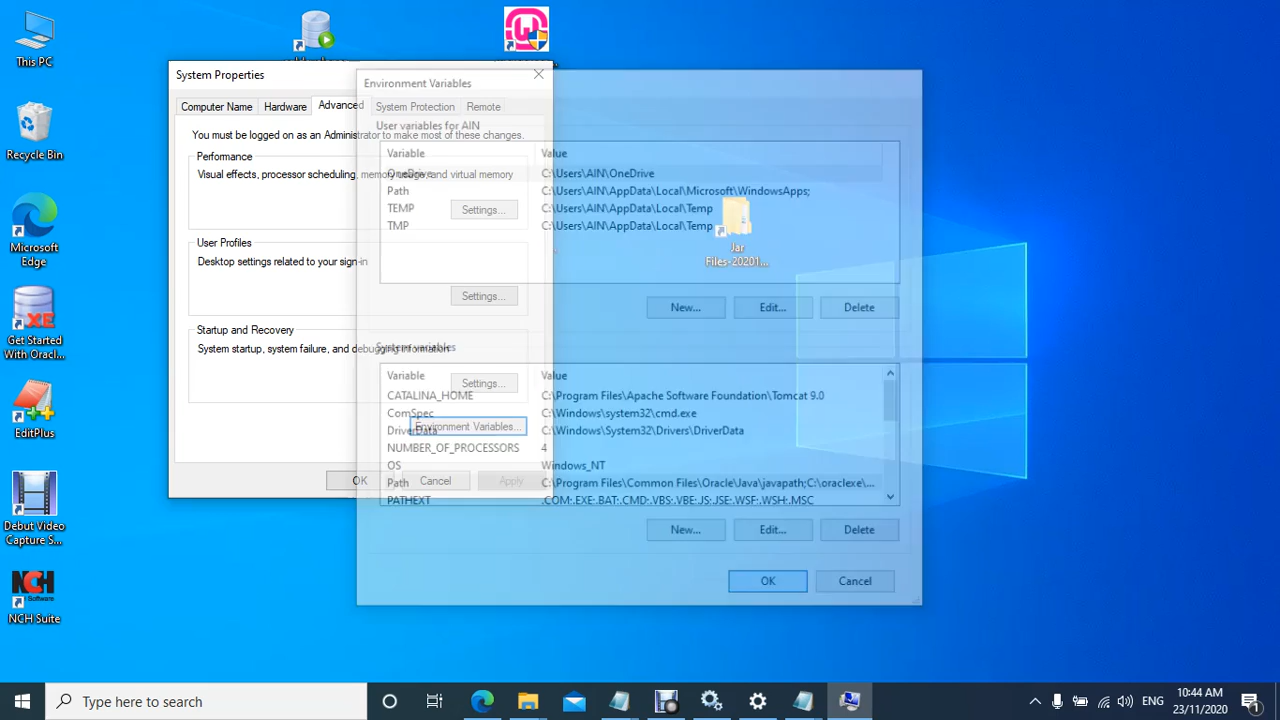 This PC
Recycle Bin
Microsoft
Edge
Get Started
With Oracl...
EditPlus
Debut Video
Capture S...
NCH Suite
Jar
Files-20201...
System Properties
Computer Name
Hardware
Advanced
System Protection
Remote
You must be logged on as an Administrator to make most of these changes.
Performance
Visual effects, processor scheduling, memory usage, and virtual memory
Settings...
User Profiles
Desktop settings related to your sign-in
Settings...
Startup and Recovery
System startup, system failure, and debugging information
Settings...
Environment Variables...
OK
Cancel
Apply
Environment Variables
User variables for AIN
Variable Value
OneDrive C:\Users\AIN\OneDrive
Path C:\Users\AIN\AppData\Local\Microsoft\WindowsApps;
TEMP C:\Users\AIN\AppData\Local\Temp
TMP C:\Users\AIN\AppData\Local\Temp
New... Edit... Delete
System variables
Variable Value
CATALINA_HOME C:\Program Files\Apache Software Foundation\Tomcat 9.0
ComSpec C:\Windows\system32\cmd.exe
DriverData C:\Windows\System32\Drivers\DriverData
NUMBER_OF_PROCESSORS 4
OS Windows_NT
Path C:\Program Files\Common Files\Oracle\Java\javapath;C:\oraclexe\...
PATHEXT .COM;.EXE;.BAT;.CMD;.VBS;.VBE;.JS;.JSE;.WSF;.WSH;.MSC
New... Edit... Delete
OK Cancel
Type here to search
ENG
10:44 AM
23/11/2020
1